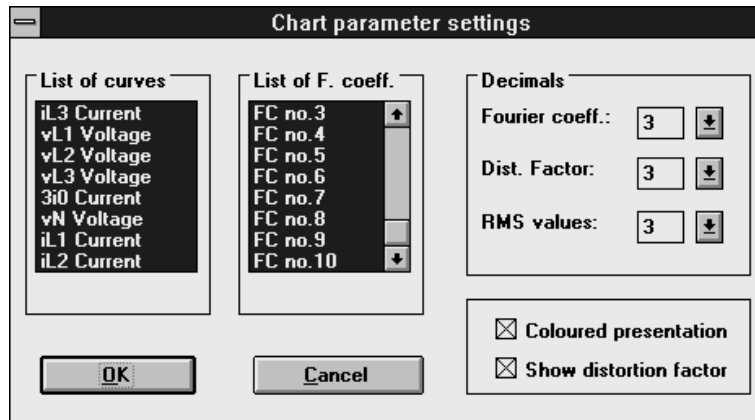 Chart parameter settings
List of curves
iL3 Current
vL1 Voltage
vL2 Voltage
vL3 Voltage
3i0 Current
vN Voltage
iL1 Current
iL2 Current
List of F. coeff.
FC no.3
FC no.4
FC no.5
FC no.6
FC no.7
FC no.8
FC no.9
FC no.10
Decimals
Fourier coeff.: 3
Dist. Factor: 3
RMS values: 3
Coloured presentation
Show distortion factor
OK
Cancel